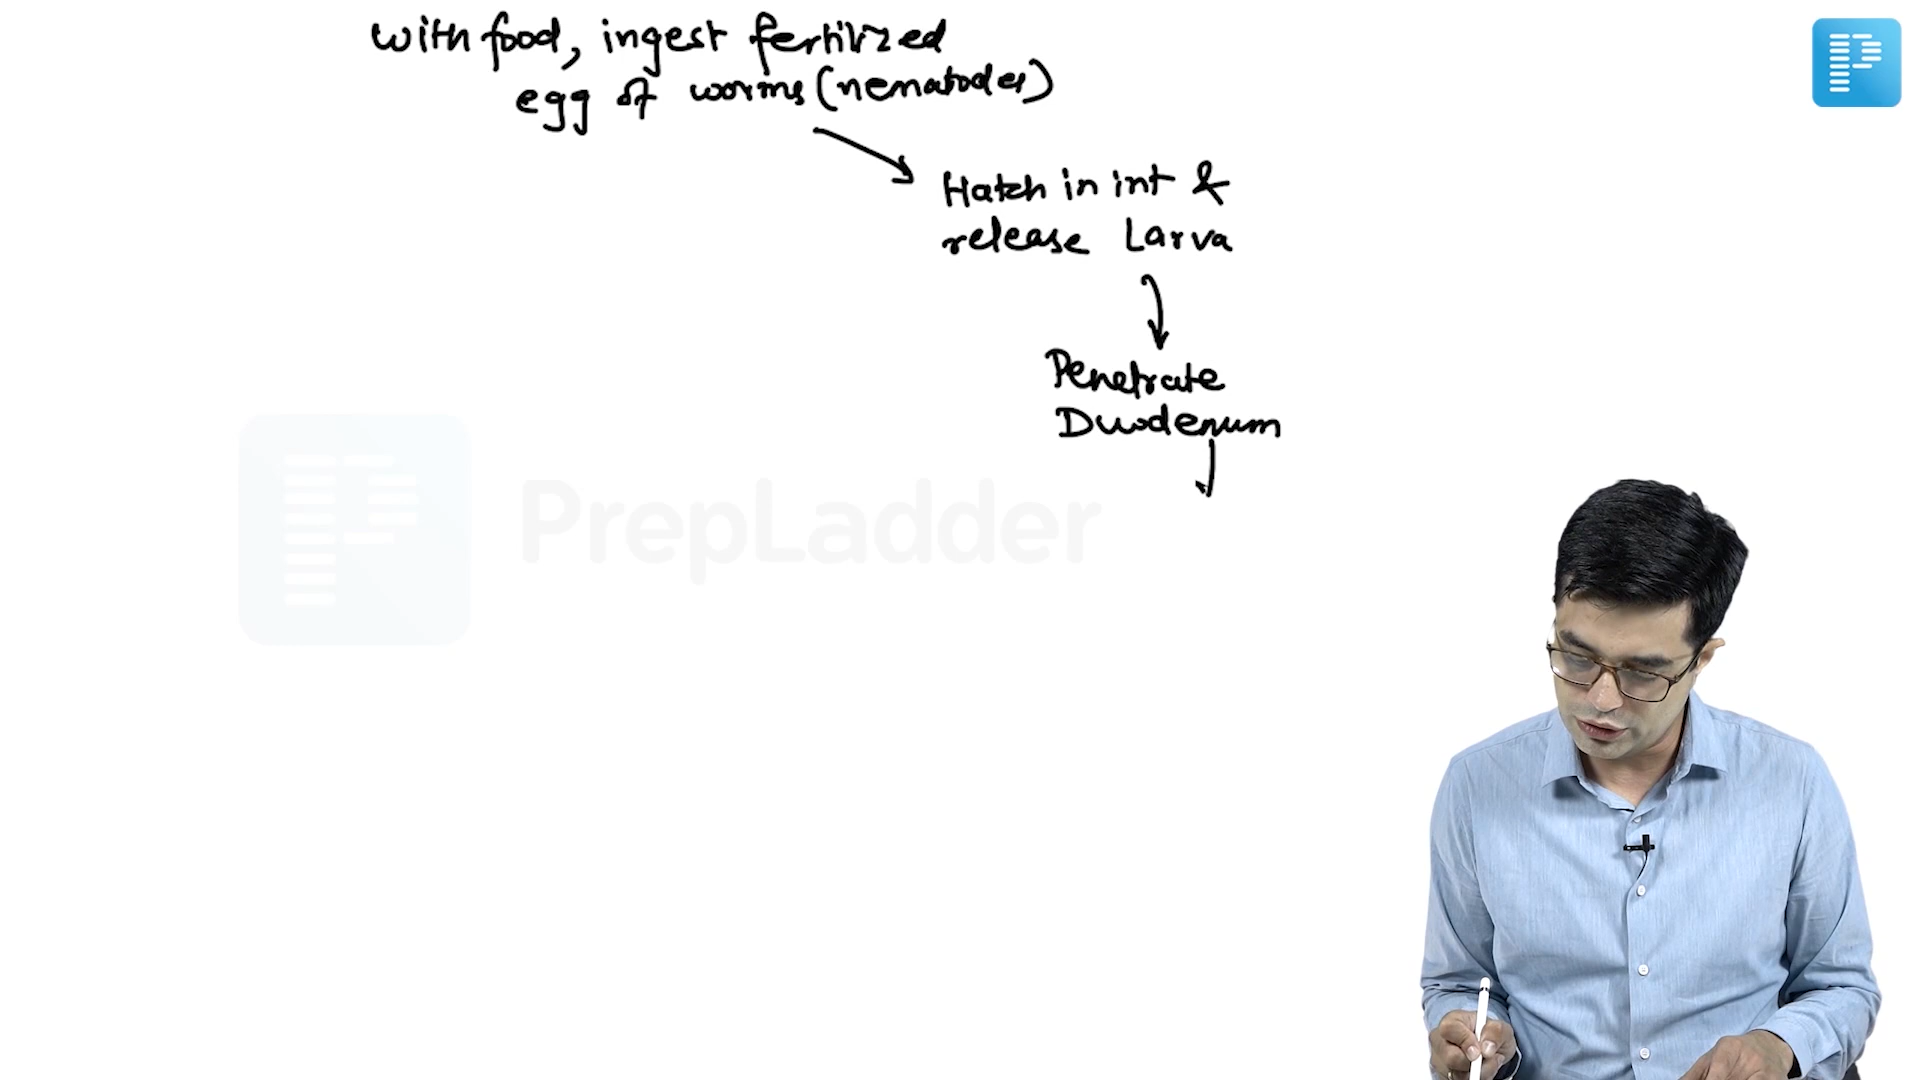 with food, ingest fertilized
egg of worms (nematodes)
Hatch in int &
release Larva
Penetrate
Duodenum
PrepLadder